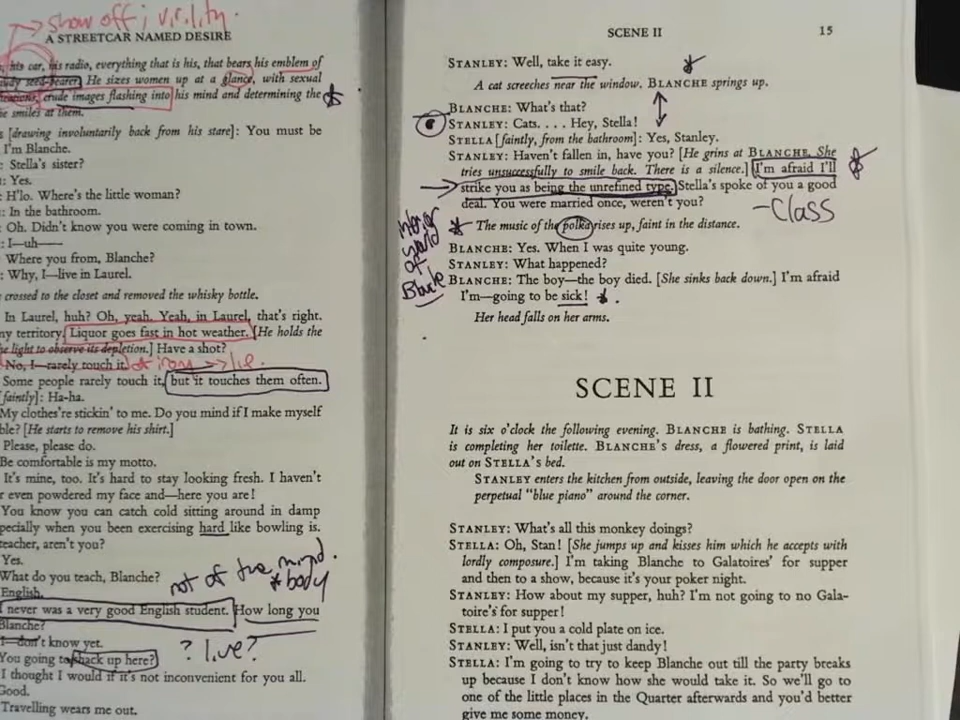 → show off; virility.
A STREETCAR NAMED DESIRE
his car, his radio, everything that is his, that bears his emblem of
seed-bearer. He sizes women up at a glance, with sexual
crude images flashing into his mind and determining the
he smiles at them.
[drawing involuntarily back from his stare]: You must be
I'm Blanche.
: Stella's sister?
: Yes.
: H'lo. Where's the little woman?
: In the bathroom.
: Oh. Didn't know you were coming in town.
: I—uh——
Where you from, Blanche?
: Why, I—live in Laurel.
crossed to the closet and removed the whisky bottle.
In Laurel, huh? Oh, yeah. Yeah, in Laurel, that's right.
my territory. Liquor goes fast in hot weather. [He holds the
the light to observe its depletion.] Have a shot?
No, I—rarely touch it. → lie.
Some people rarely touch it, but it touches them often.
[faintly]: Ha-ha.
My clothes're stickin' to me. Do you mind if I make myself
ble? [He starts to remove his shirt.]
Please, please do.
Be comfortable is my motto.
It's mine, too. It's hard to stay looking fresh. I haven't
even powdered my face and—here you are!
You know you can catch cold sitting around in damp
pecially when you been exercising hard like bowling is.
teacher, aren't you?
Yes.
What do you teach, Blanche?
not of the mind.
* body
English.
I never was a very good English student. How long you
Blanche?
I—don't know yet.
? live?
You going to shack up here?
I thought I would if it's not inconvenient for you all.
Good.
Travelling wears me out.
SCENE II 15
STANLEY: Well, take it easy.
A cat screeches near the window. BLANCHE springs up.
BLANCHE: What's that?
STANLEY: Cats. . . . Hey, Stella!
STELLA [faintly, from the bathroom]: Yes, Stanley.
STANLEY: Haven't fallen in, have you? [He grins at BLANCHE. She
tries unsuccessfully to smile back. There is a silence.] I'm afraid I'll
strike you as being the unrefined type. Stella's spoke of you a good
deal. You were married once, weren't you?
- Class
The music of the polka rises up, faint in the distance.
world
of
BLANCHE: Yes. When I was quite young.
STANLEY: What happened?
BLANCHE: The boy—the boy died. [She sinks back down.] I'm afraid
I'm—going to be sick!
Her head falls on her arms.
SCENE II
It is six o'clock the following evening. BLANCHE is bathing. STELLA
is completing her toilette. BLANCHE'S dress, a flowered print, is laid
out on STELLA'S bed.
STANLEY enters the kitchen from outside, leaving the door open on the
perpetual "blue piano" around the corner.
STANLEY: What's all this monkey doings?
STELLA: Oh, Stan! [She jumps up and kisses him which he accepts with
lordly composure.] I'm taking Blanche to Galatoires' for supper
and then to a show, because it's your poker night.
STANLEY: How about my supper, huh? I'm not going to no Gala-
toire's for supper!
STELLA: I put you a cold plate on ice.
STANLEY: Well, isn't that just dandy!
STELLA: I'm going to try to keep Blanche out till the party breaks
up because I don't know how she would take it. So we'll go to
one of the little places in the Quarter afterwards and you'd better
give me some money.